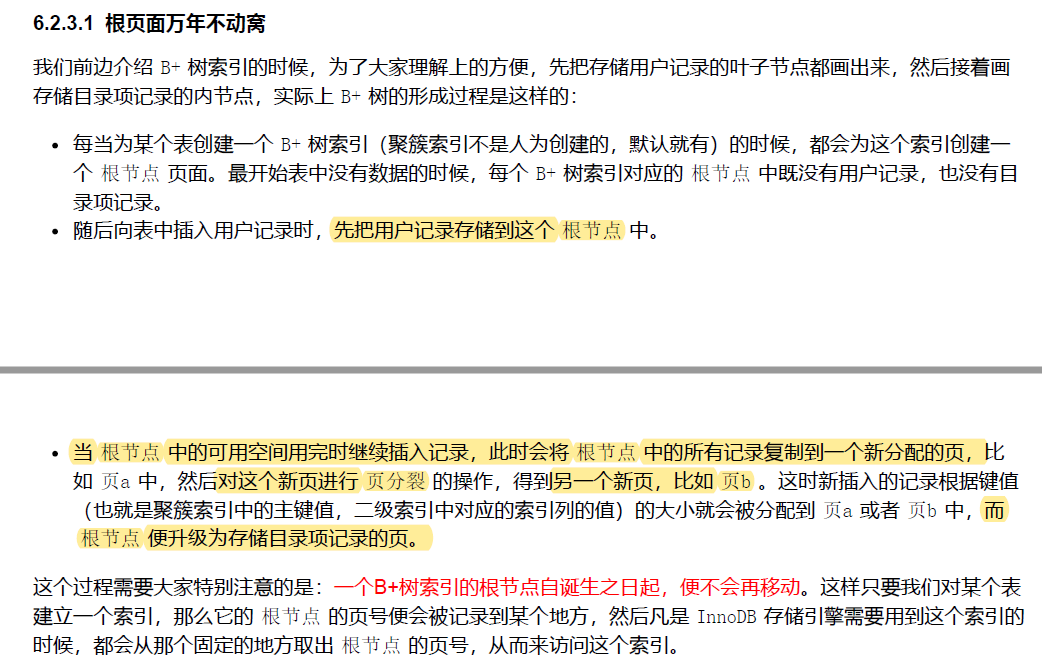 6.2.3.1 根页面万年不动窝
我们前边介绍 B+ 树索引的时候，为了大家理解上的方便，先把存储用户记录的叶子节点都画出来，然后接着画
存储目录项记录的内节点，实际上 B+ 树的形成过程是这样的：
• 每当为某个表创建一个 B+ 树索引（聚簇索引不是人为创建的，默认就有）的时候，都会为这个索引创建一
个 根节点 页面。最开始表中没有数据的时候，每个 B+ 树索引对应的 根节点 中既没有用户记录，也没有目
录项记录。
• 随后向表中插入用户记录时，先把用户记录存储到这个 根节点 中。
• 当 根节点 中的可用空间用完时继续插入记录，此时会将 根节点 中的所有记录复制到一个新分配的页，比
如 页a 中，然后对这个新页进行 页分裂 的操作，得到另一个新页，比如 页b 。这时新插入的记录根据键值
（也就是聚簇索引中的主键值，二级索引中对应的索引列的值）的大小就会被分配到 页a 或者 页b 中，而
根节点 便升级为存储目录项记录的页。
这个过程需要大家特别注意的是：一个B+树索引的根节点自诞生之日起，便不会再移动。这样只要我们对某个表
建立一个索引，那么它的 根节点 的页号便会被记录到某个地方，然后凡是 InnoDB 存储引擎需要用到这个索引的
时候，都会从那个固定的地方取出 根节点 的页号，从而来访问这个索引。